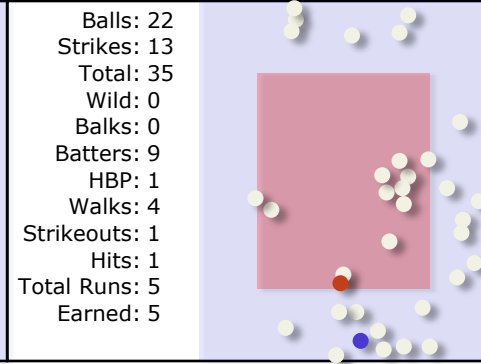 Balls: 22
Strikes: 13
Total: 35
Wild: 0
Balks: 0
Batters: 9
HBP: 1
Walks: 4
Strikeouts: 1
Hits: 1
Total Runs: 5
Earned: 5